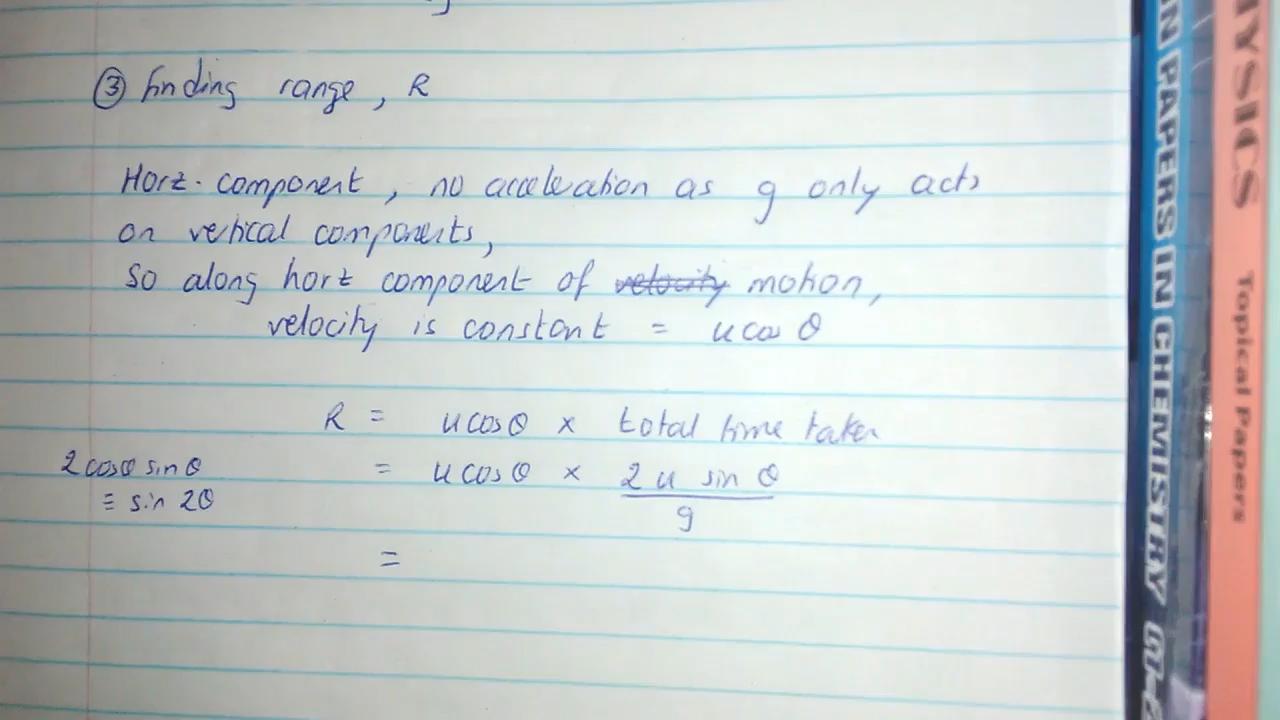 ③ Finding range, R
Horz. component, no acceleration as g only acts
on vertical components,
So along horz component of velocity motion,
velocity is constant = u cos θ
R = u cos θ × total time taken
= u cos θ × 2 u sin θ
g
2 cos θ sin θ
≡ sin 2θ
=
N PAPERS IN CHEMISTRY
YSICS
Topical Papers